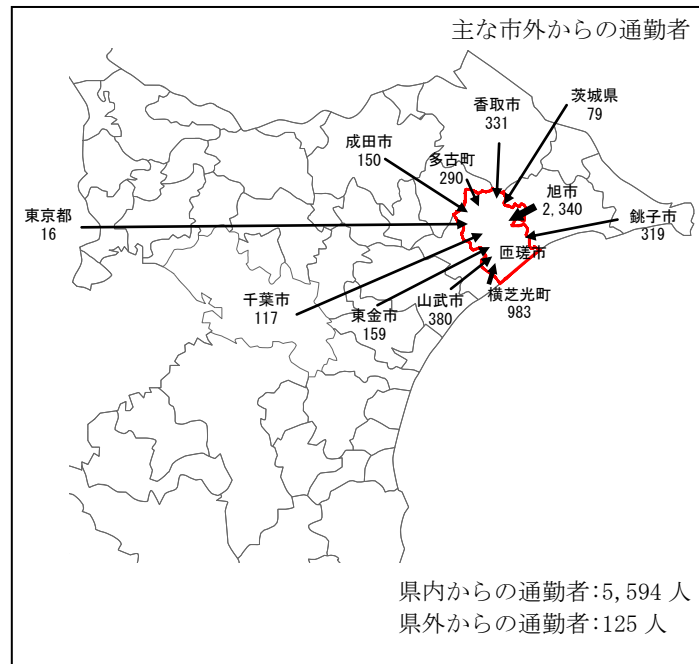 主な市外からの通勤者
茨城県
79
香取市
331
成田市
150
多古町
290
旭市
2,340
東京都
16
銚子市
319
匝瑳市
千葉市
117
東金市
159
山武市
380
横芝光町
983
県内からの通勤者:5,594 人
県外からの通勤者:125 人